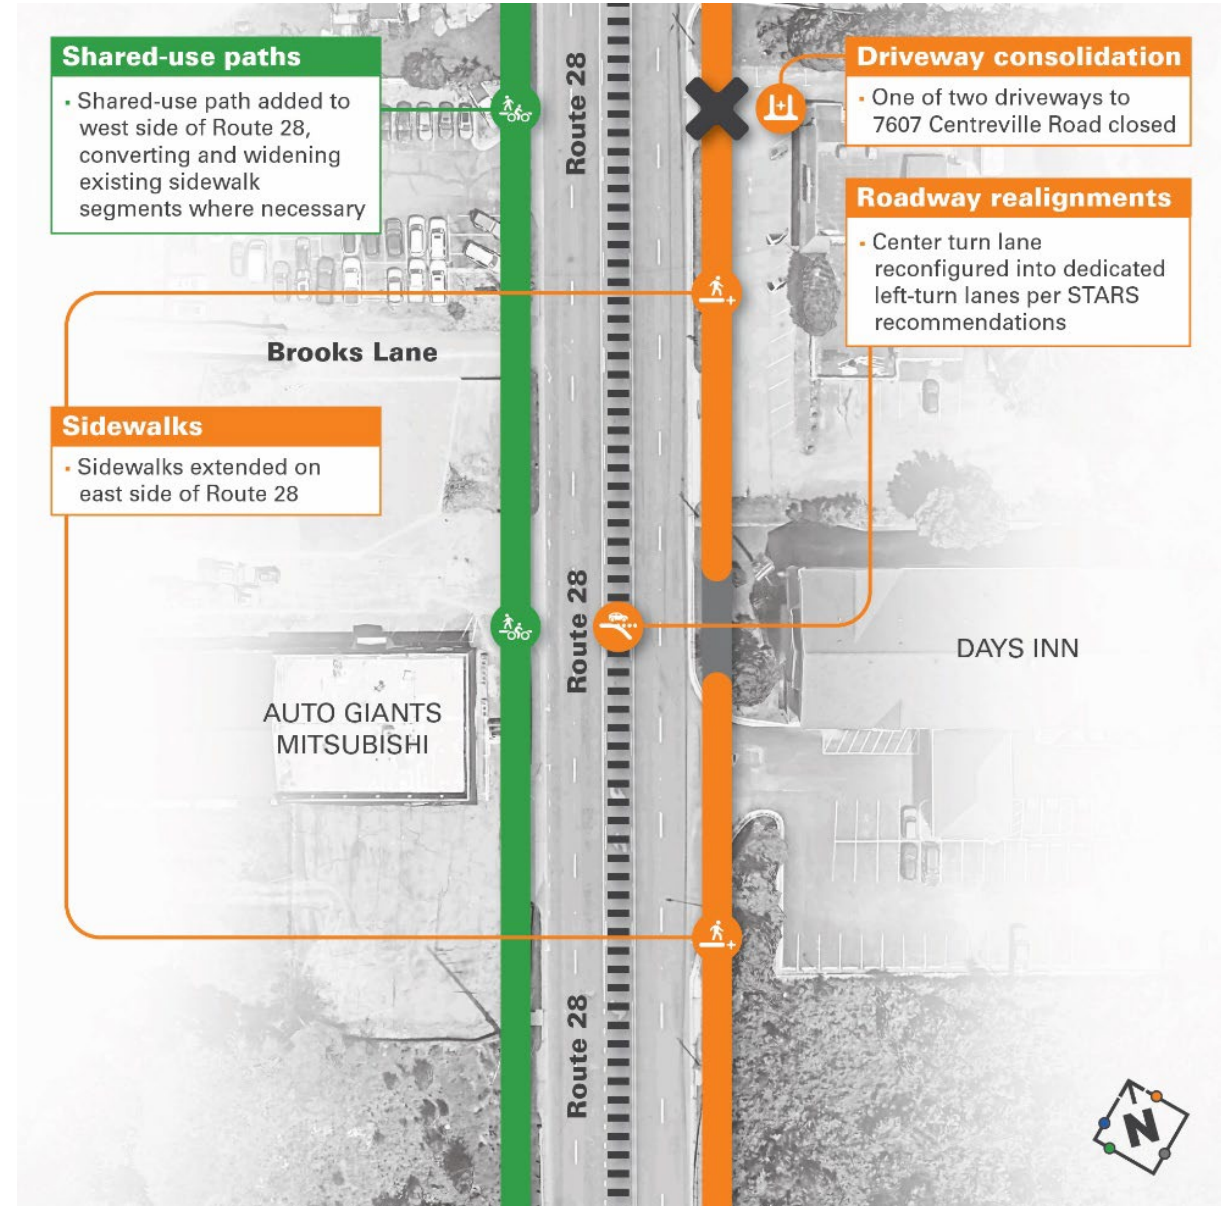 Shared-use paths
· Shared-use path added to
west side of Route 28,
converting and widening
existing sidewalk
segments where necessary
Route 28
Driveway consolidation
· One of two driveways to
7607 Centreville Road closed
Roadway realignments
· Center turn lane
reconfigured into dedicated
left-turn lanes per STARS
recommendations
Brooks Lane
Sidewalks
· Sidewalks extended on
east side of Route 28
Route 28
DAYS INN
AUTO GIANTS
MITSUBISHI
Route 28
N